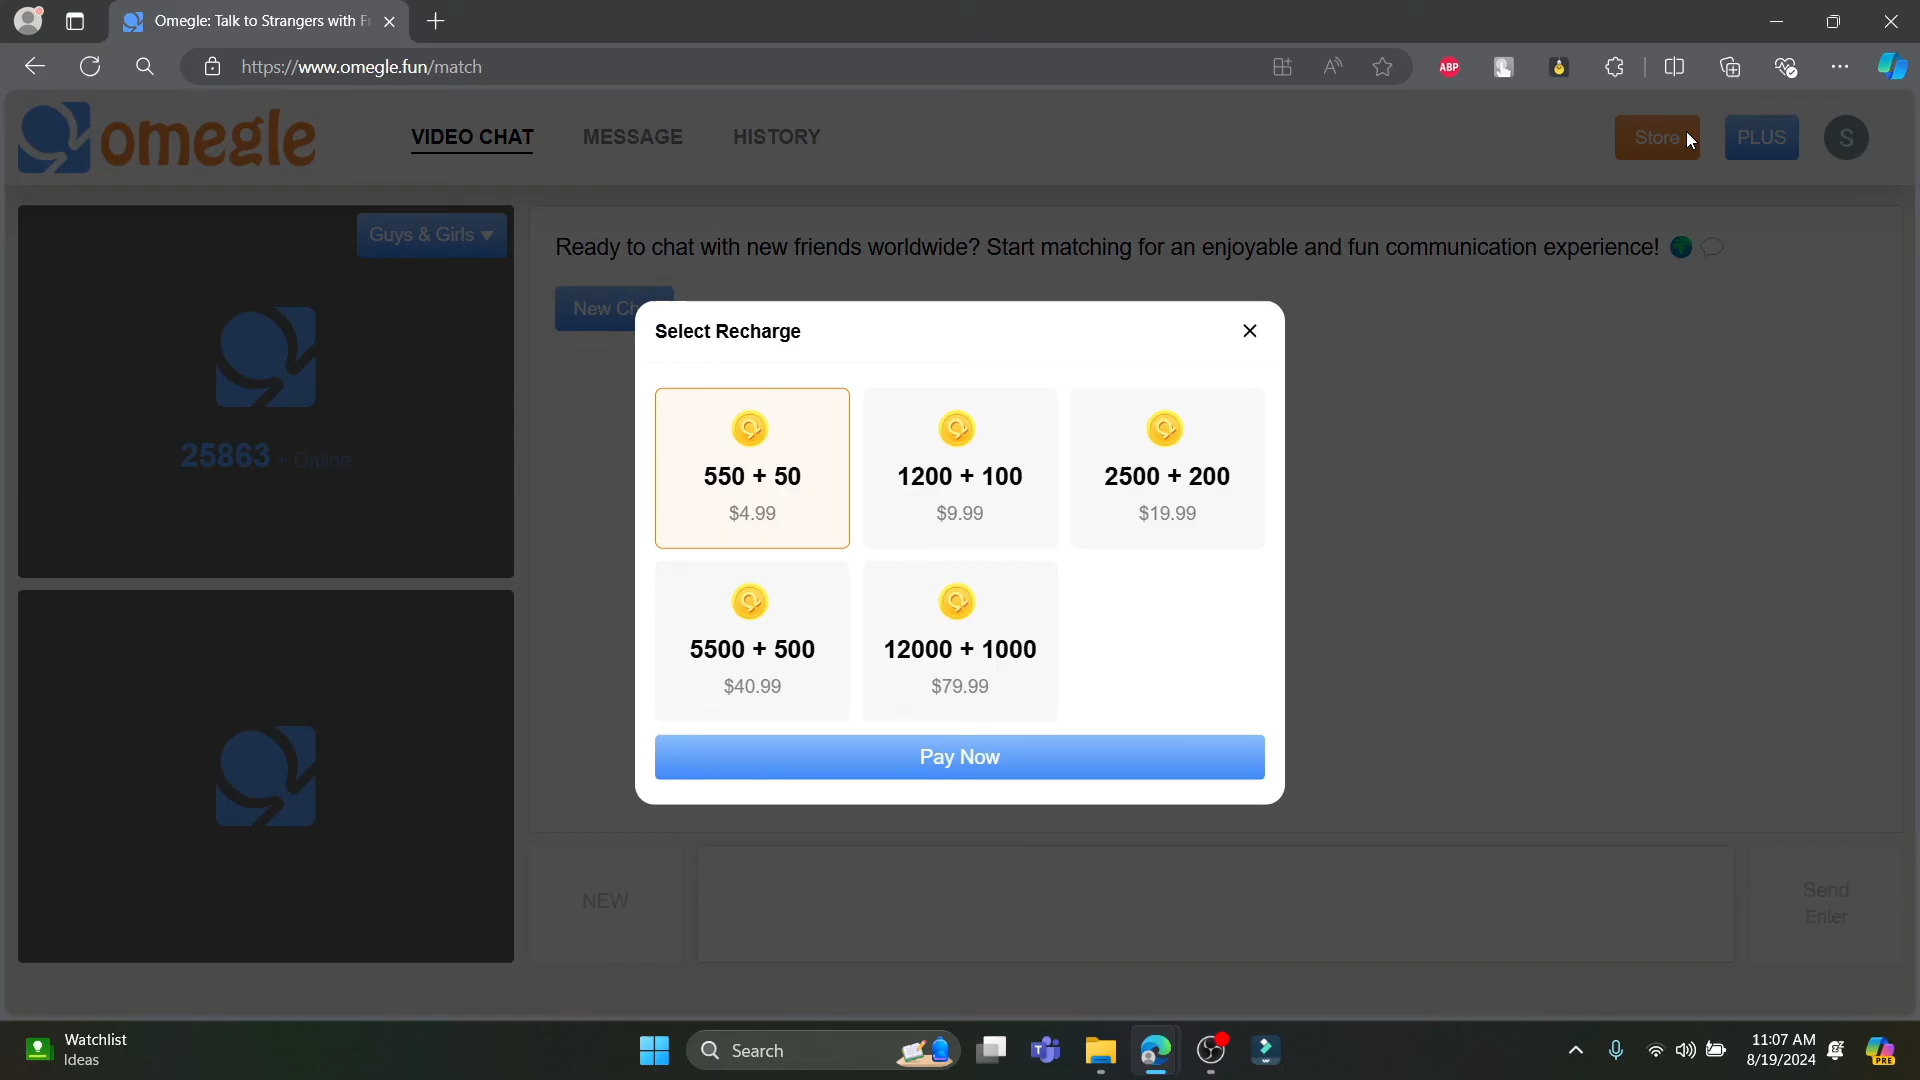 Omegle: Talk to Strangers with Fr
https://www.omegle.fun/match
ABP
omegle
VIDEO CHAT
MESSAGE
HISTORY
Store
PLUS
S
Guys & Girls
Ready to chat with new friends worldwide? Start matching for an enjoyable and fun communication experience!
New Ch
25863 + Online
Select Recharge
550 + 50
$4.99
1200 + 100
$9.99
2500 + 200
$19.99
5500 + 500
$40.99
12000 + 1000
$79.99
Pay Now
NEW
Send
Enter
Watchlist
Ideas
Search
11:07 AM
8/19/2024
PRE